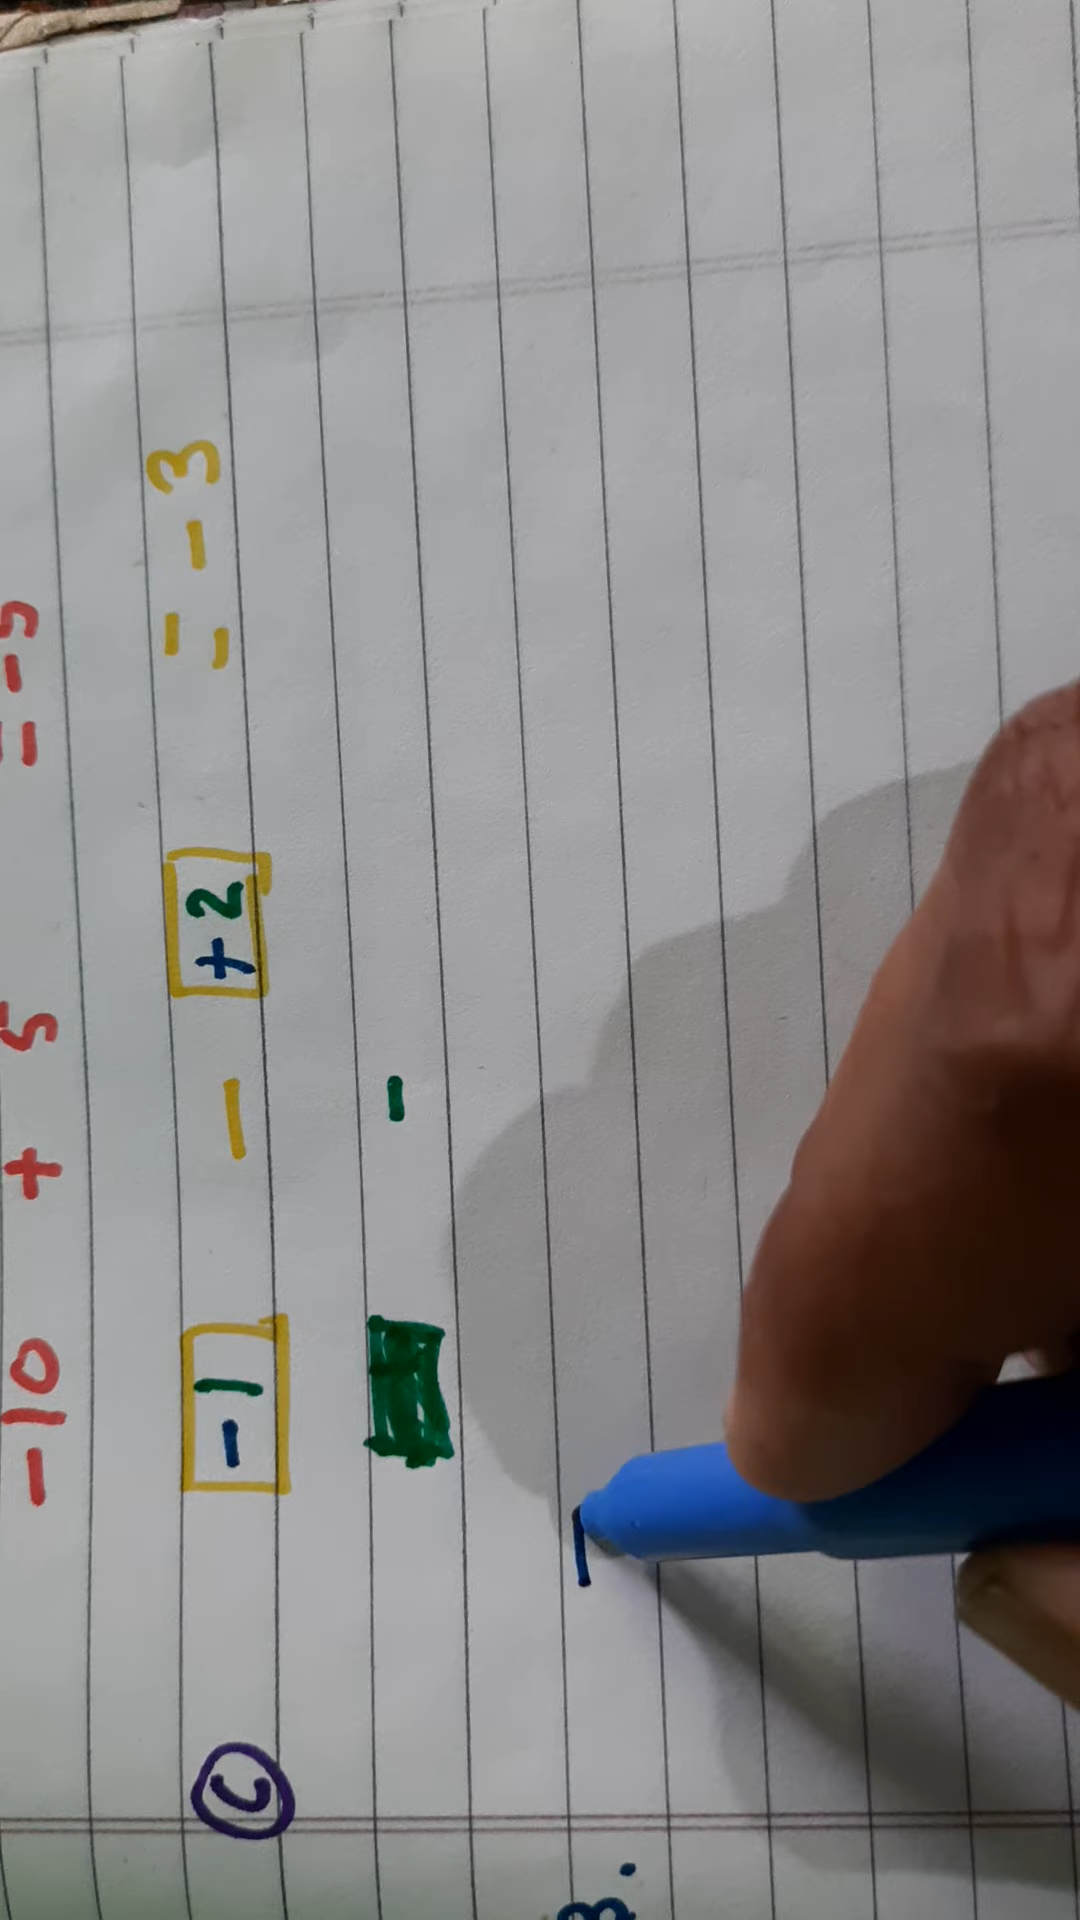 -10 + 5 = -5
C -1 - +2 = -3
-
3.